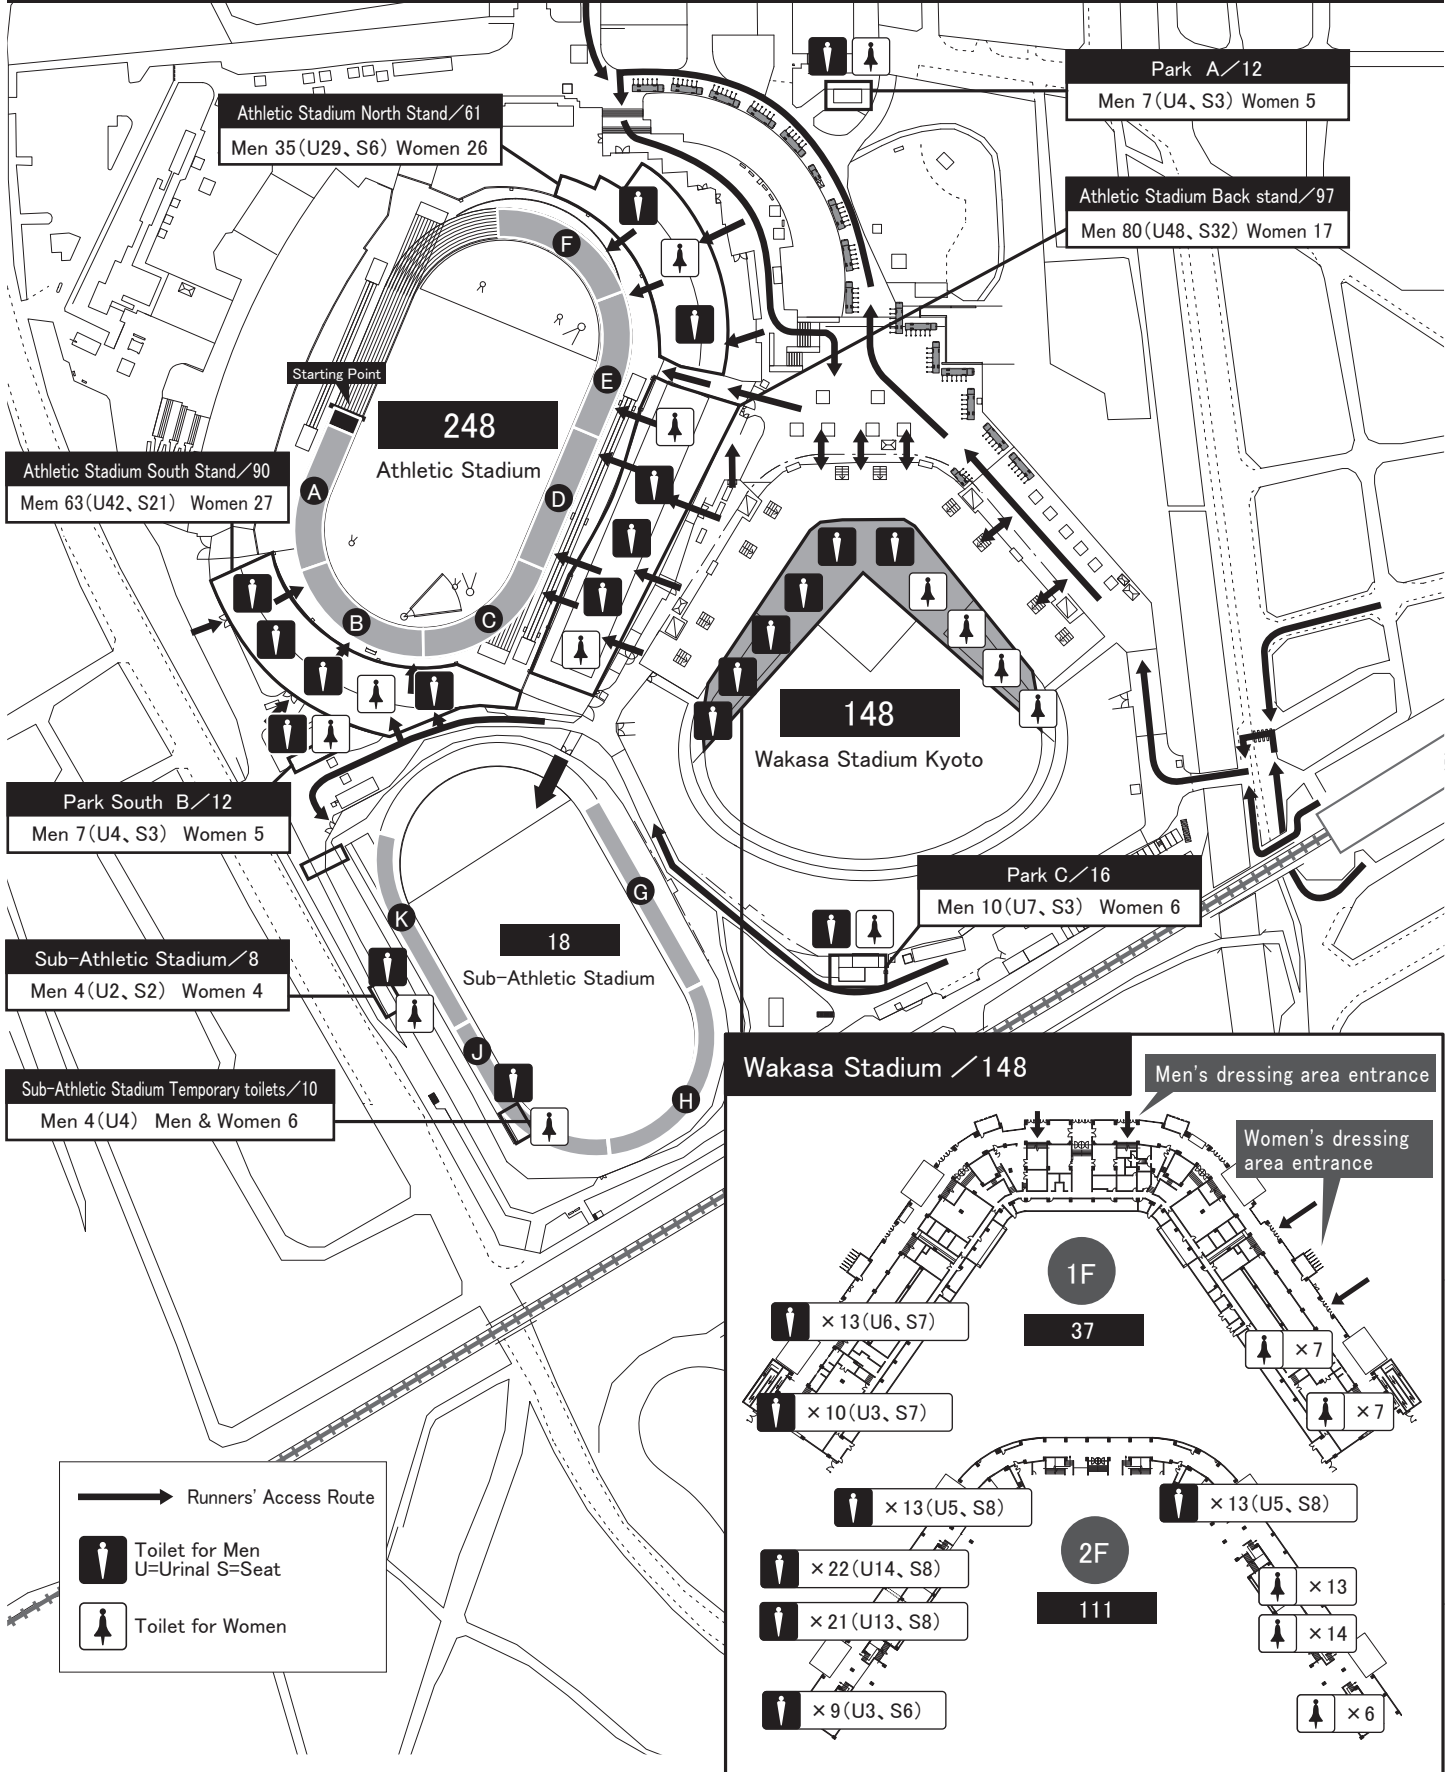 Park A／12
Men 7(U4、S3) Women 5
Athletic Stadium North Stand／61
Men 35(U29、S6) Women 26
Athletic Stadium Back stand／97
Men 80(U48、S32) Women 17
F
Starting Point
E
248
Athletic Stadium
Athletic Stadium South Stand／90
Mem 63(U42、S21) Women 27
A
D
B
C
148
Wakasa Stadium Kyoto
Park South B／12
Men 7(U4、S3) Women 5
Park C／16
Men 10(U7、S3) Women 6
G
K
18
Sub-Athletic Stadium
Sub-Athletic Stadium／8
Men 4(U2、S2) Women 4
J
H
Sub-Athletic Stadium Temporary toilets／10
Men 4(U4) Men & Women 6
Wakasa Stadium ／148
Men's dressing area entrance
Women's dressing
area entrance
1F
37
×13(U6、S7)
×7
×10(U3、S7)
×7
×13(U5、S8)
×13(U5、S8)
2F
111
×22(U14、S8)
×13
×21(U13、S8)
×14
×9(U3、S6)
×6
Runners' Access Route
Toilet for Men
U=Urinal S=Seat
Toilet for Women